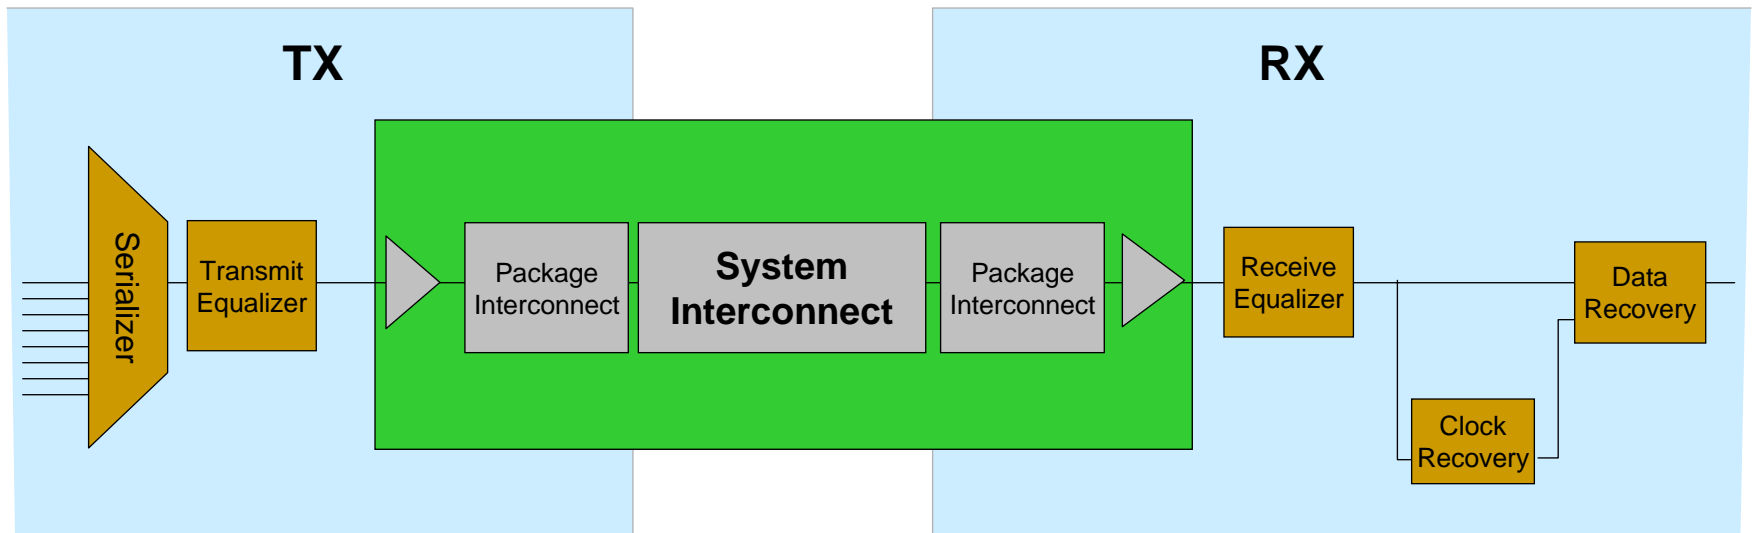 TX
RX
Serializer
Transmit
Equalizer
Package
Interconnect
System
Interconnect
Package
Interconnect
Receive
Equalizer
Data
Recovery
Clock
Recovery